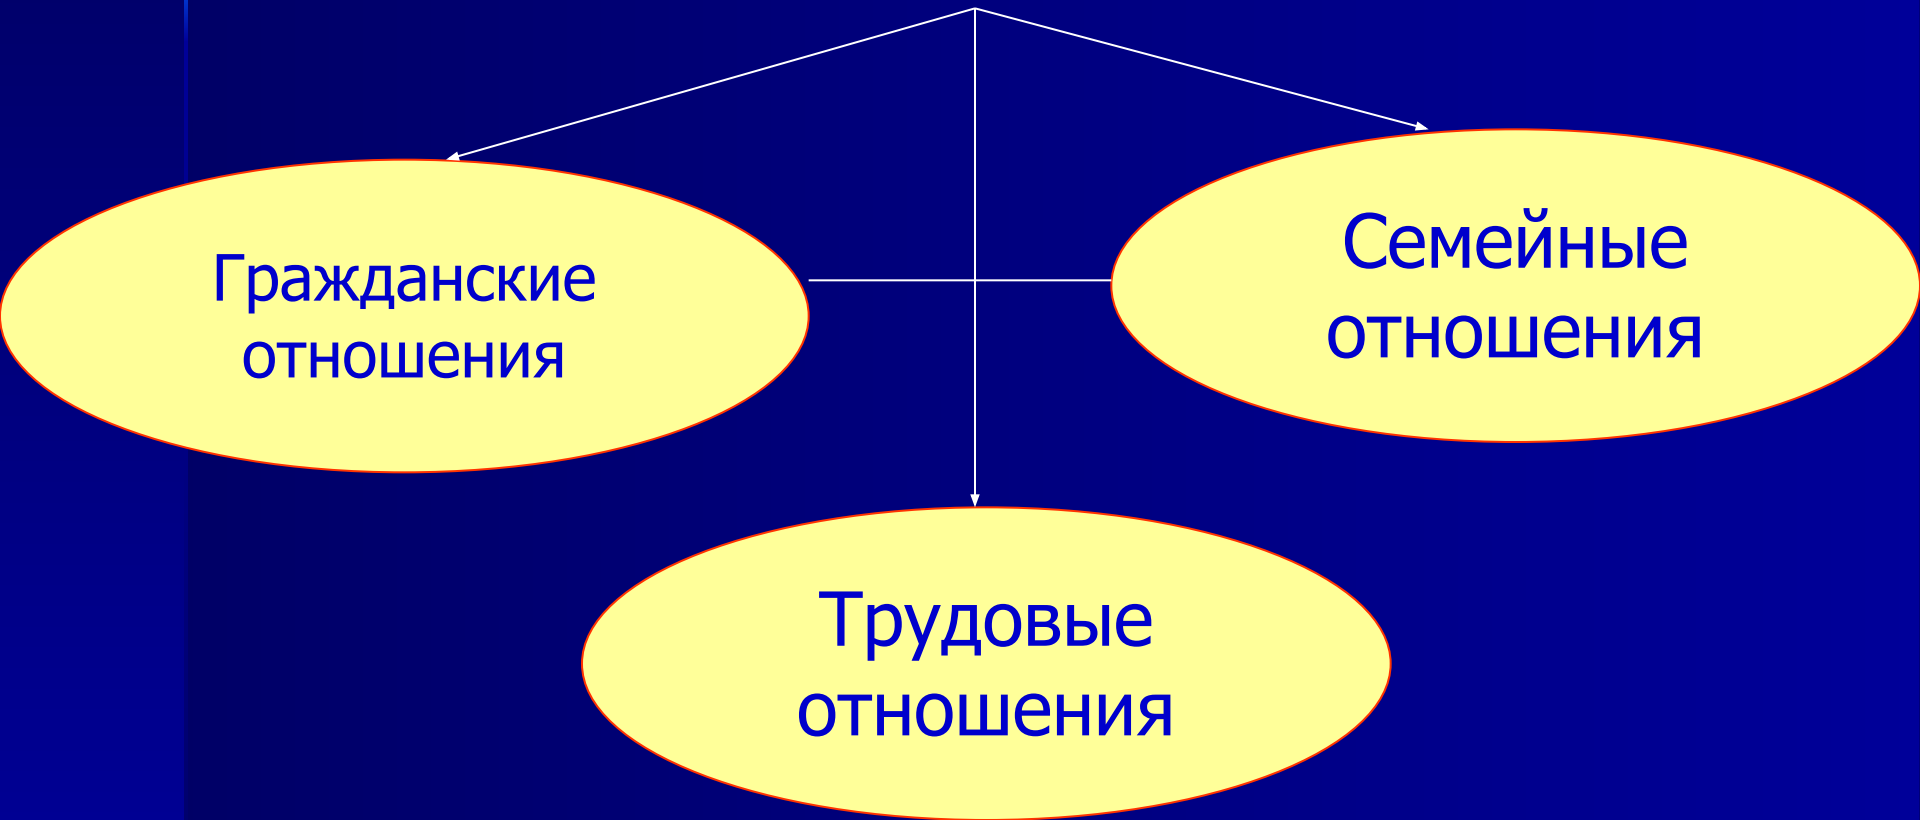 Гражданские
отношения
Семейные
отношения
Трудовые
отношения